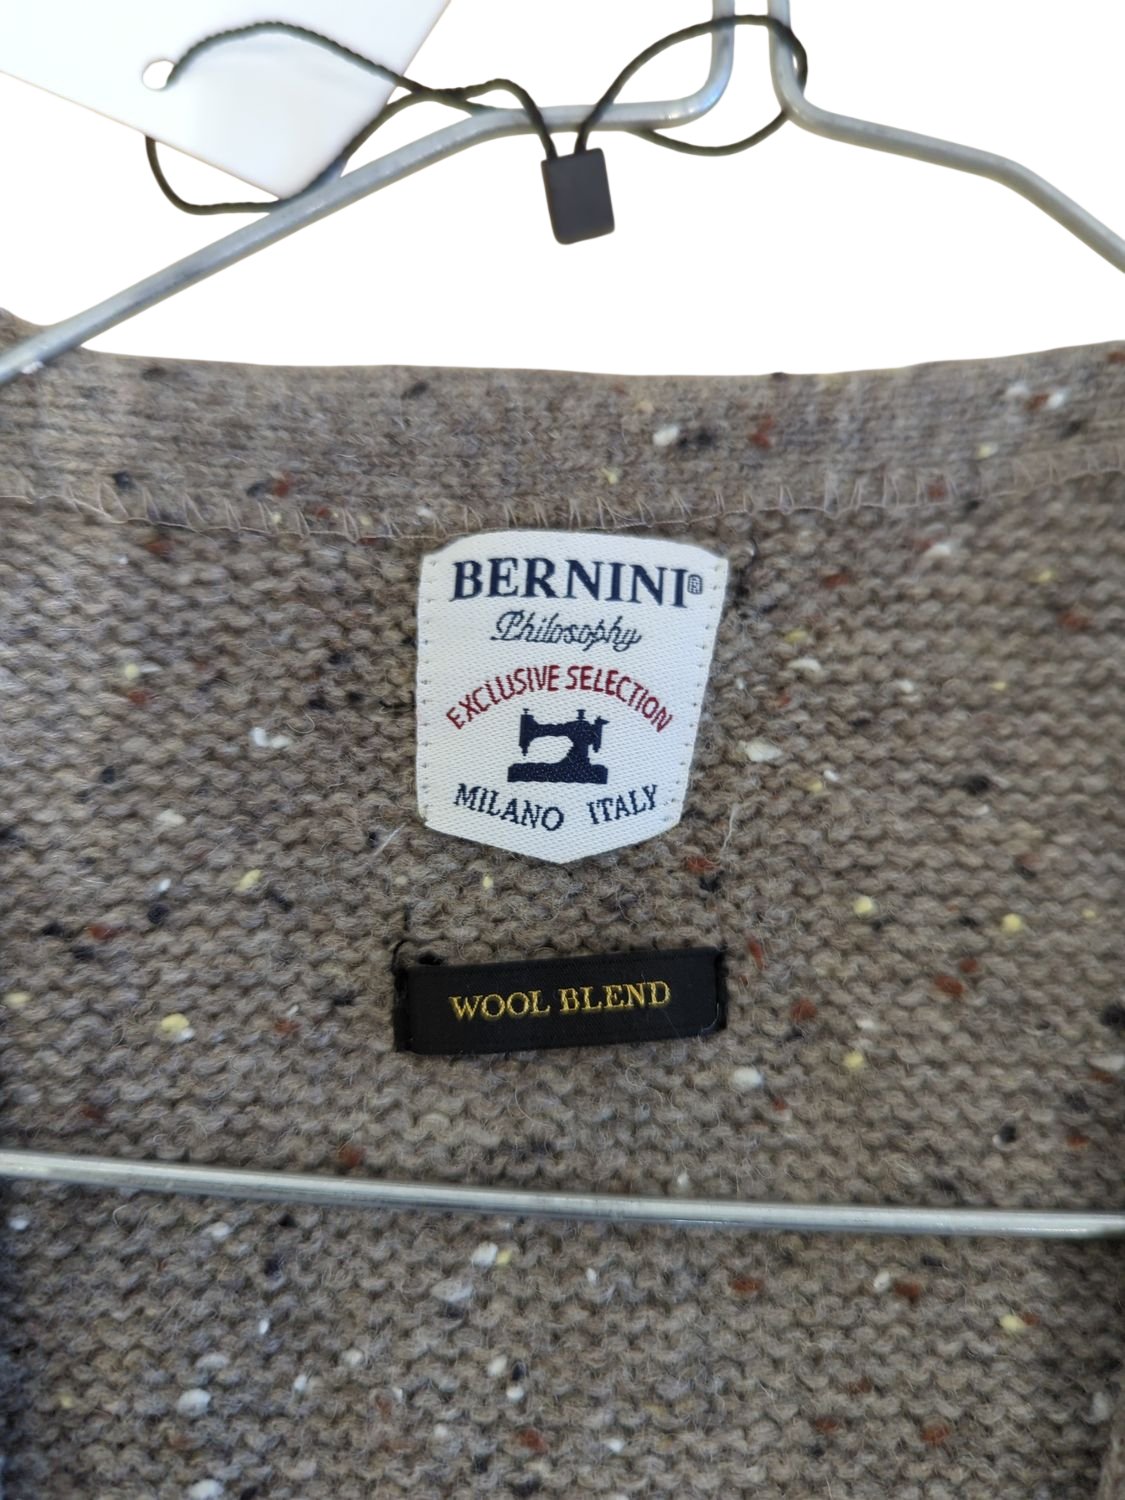 BERNINI®
Philosophy
EXCLUSIVE SELECTION
MILANO ITALY
WOOL BLEND